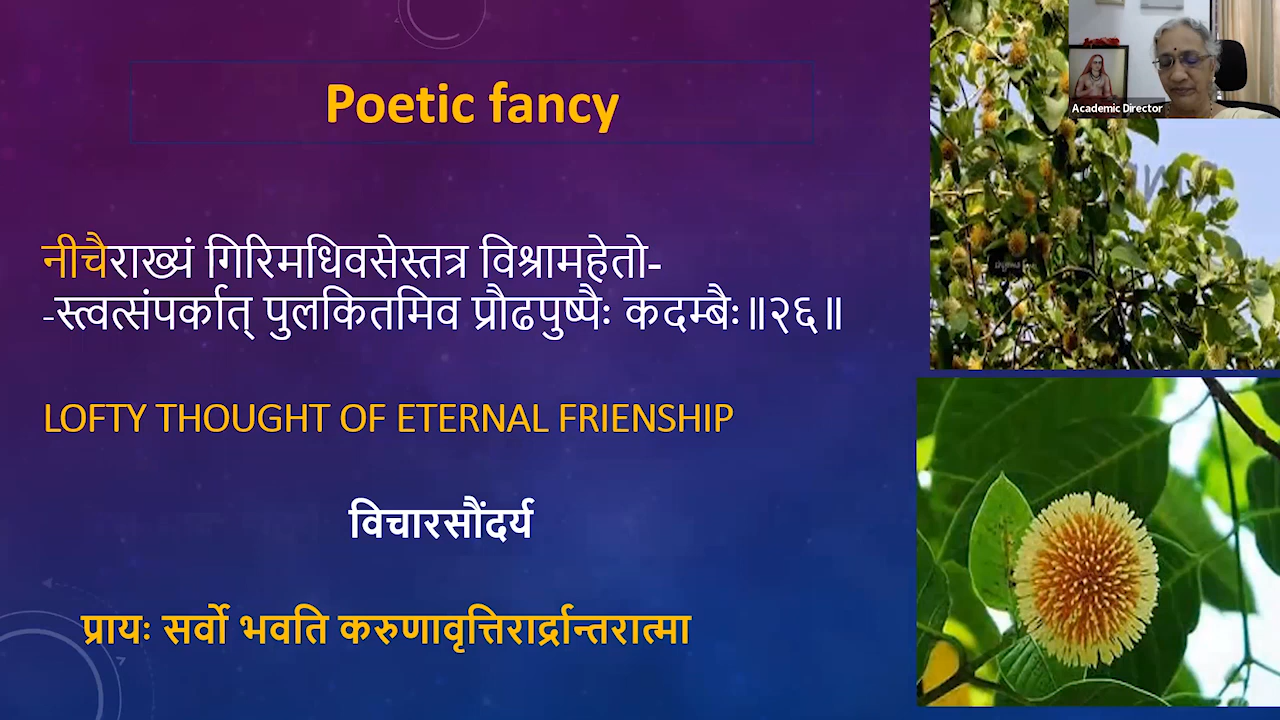 Poetic fancy
नीचैराख्यं गिरिमधिवसेस्तत्र विश्रामहेतो-
-स्त्वत्संपर्कात् पुलकितमिव प्रौढपुष्पैः कदम्बैः॥२६॥
LOFTY THOUGHT OF ETERNAL FRIENSHIP
विचारसौंदर्य
प्रायः सर्वो भवति करुणावृत्तिरार्द्रान्तरात्मा
Academic Director